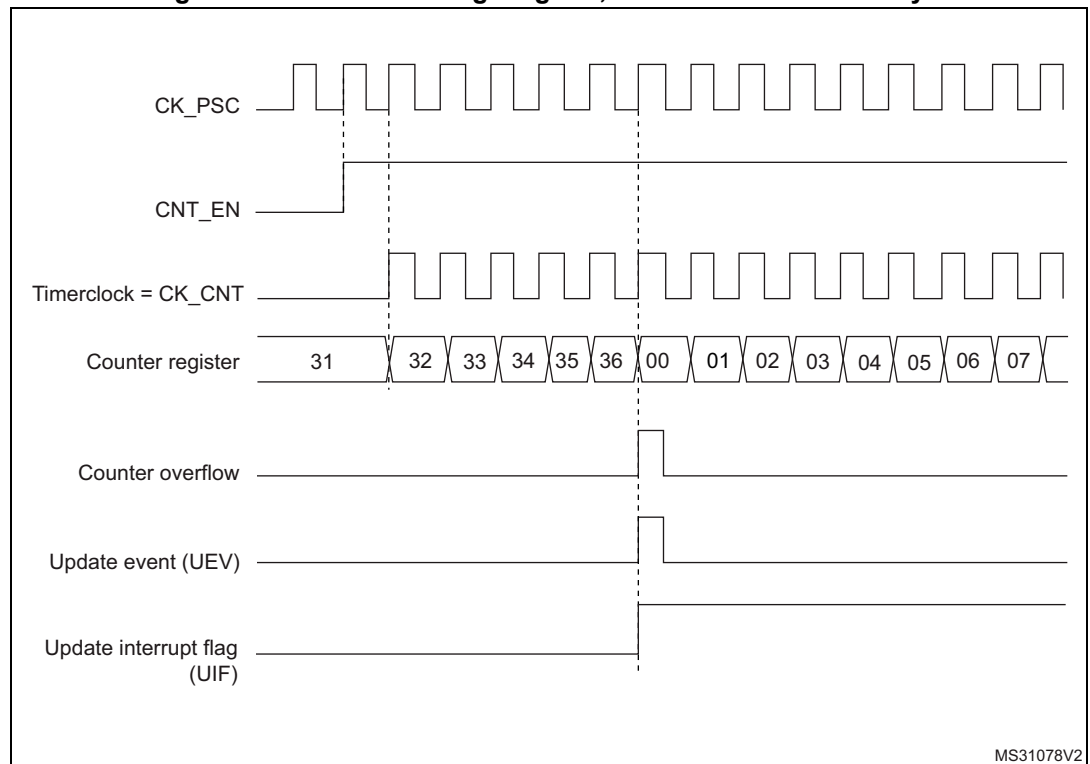 CK_PSC
CNT_EN
Timerclock = CK_CNT
Counter register 31 32 33 34 35 36 00 01 02 03 04 05 06 07
Counter overflow
Update event (UEV)
Update interrupt flag
(UIF)
MS31078V2